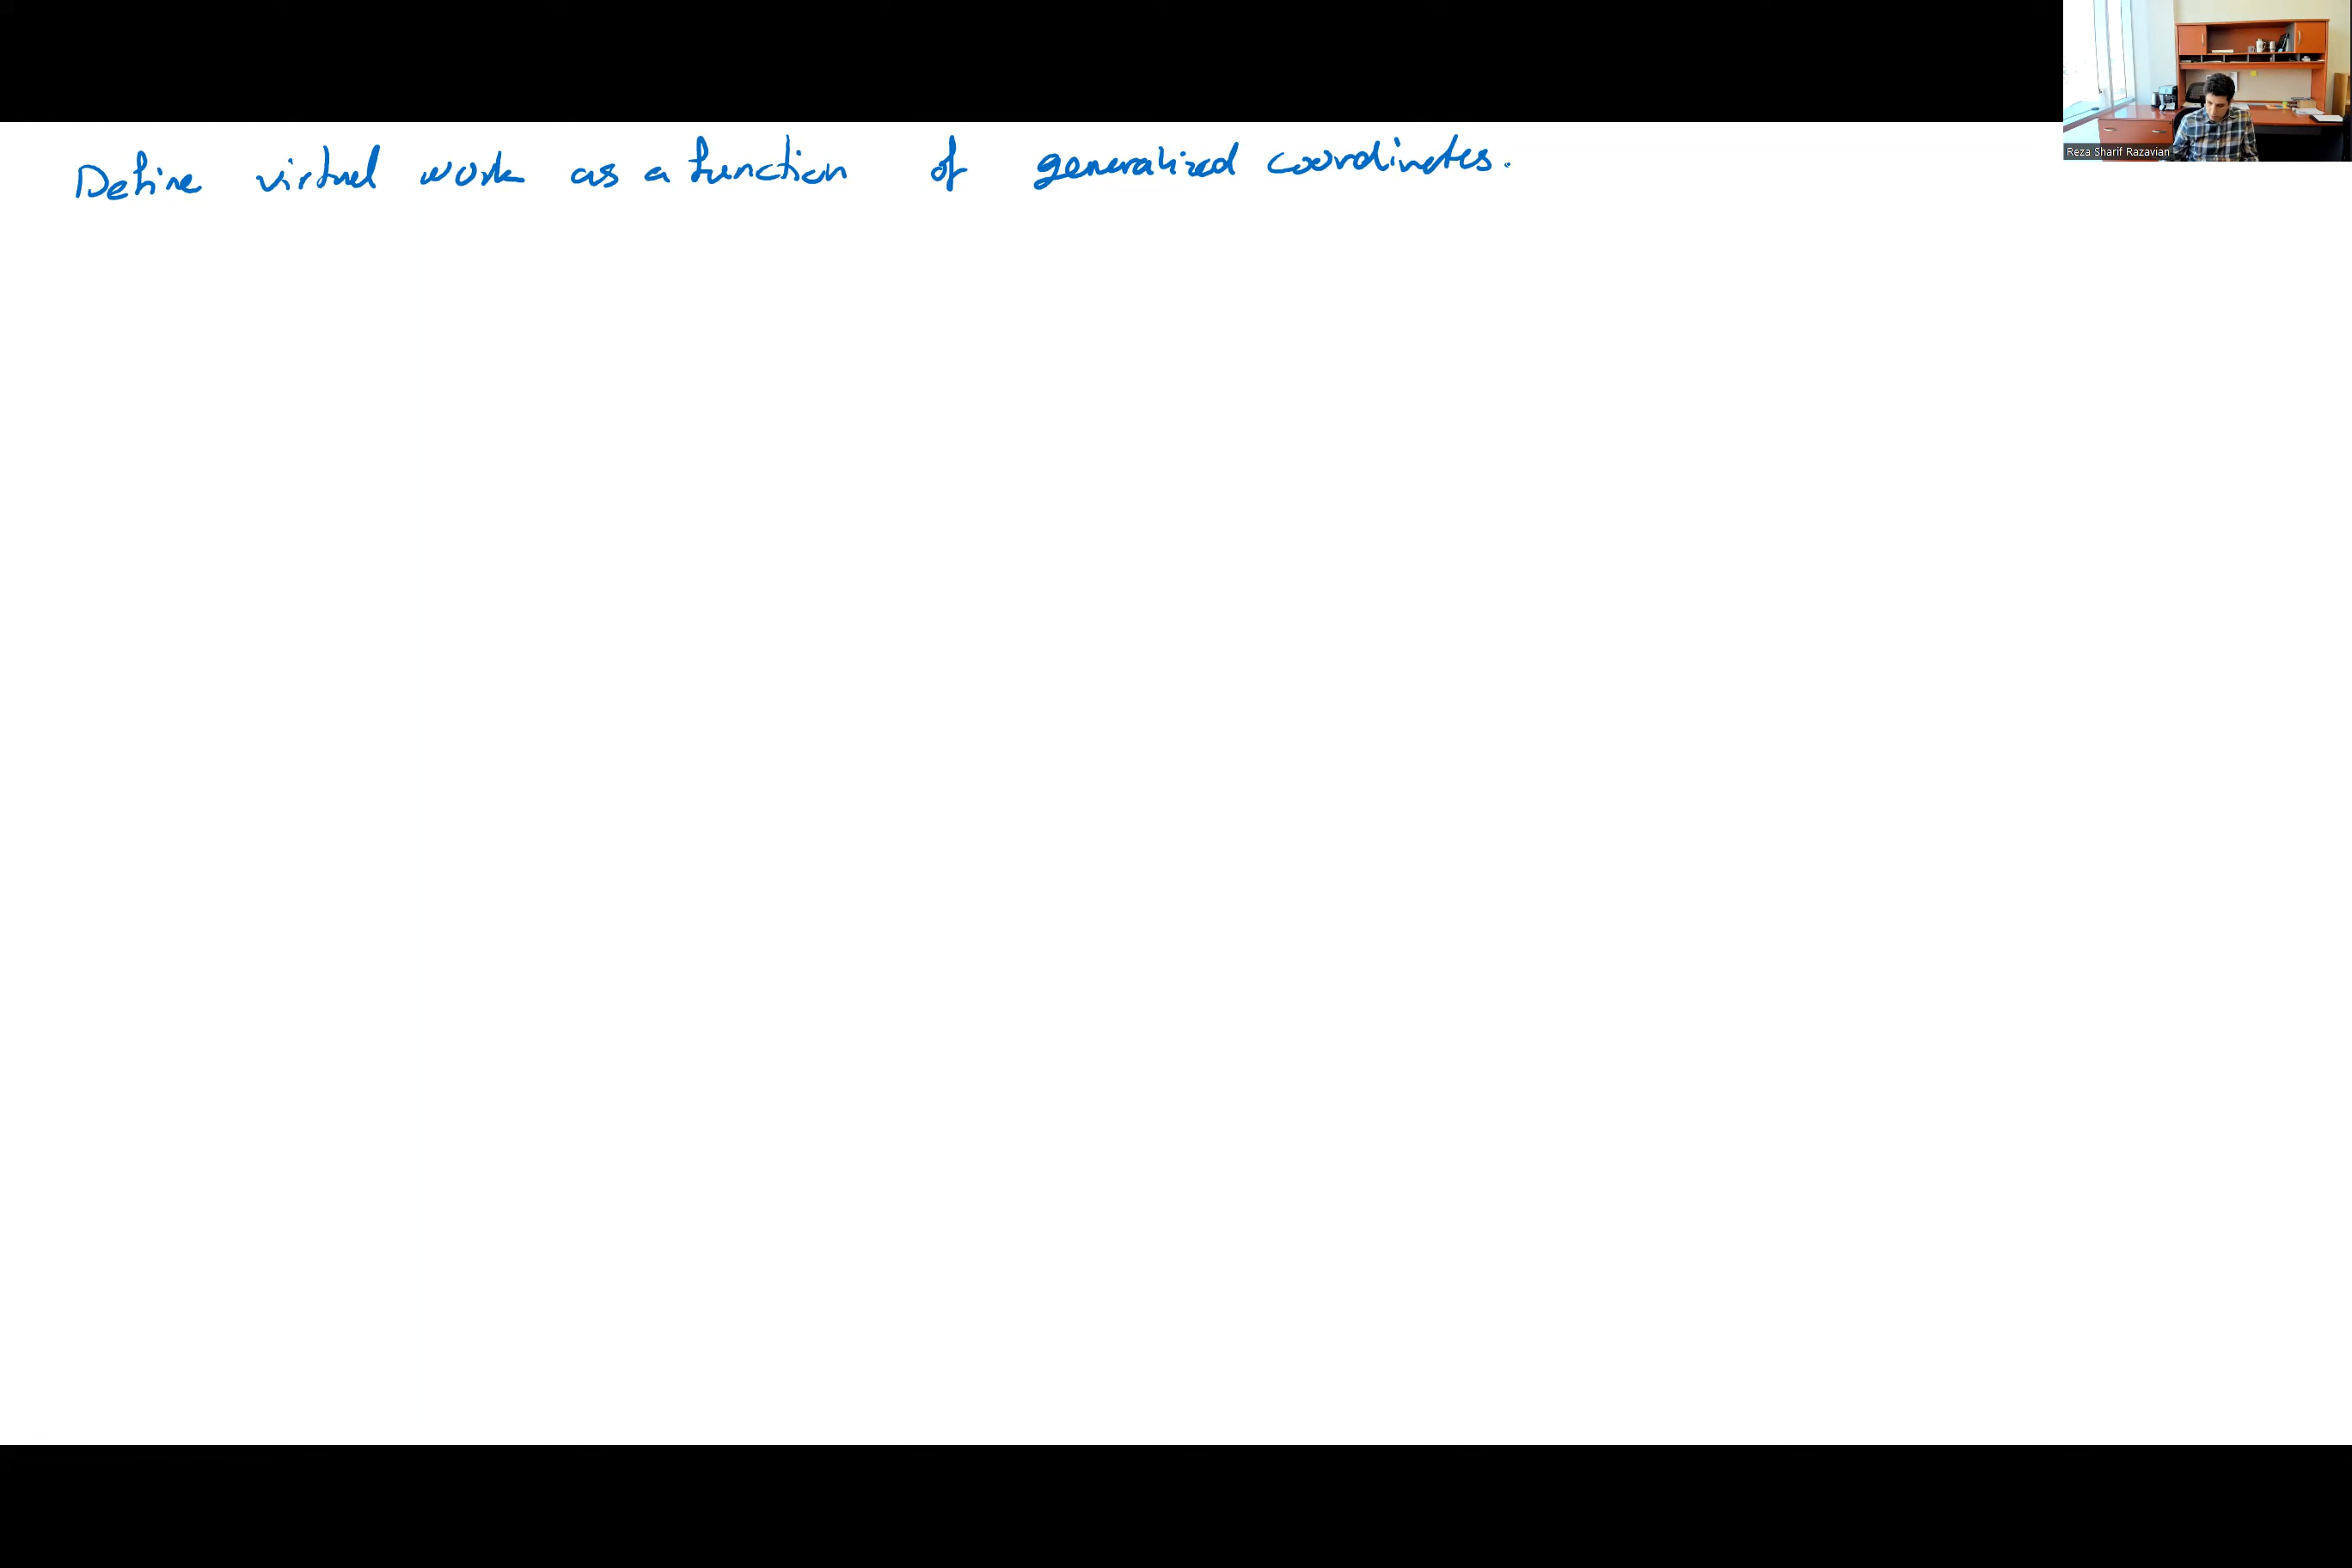 Define virtual work as a function of generalized coordinates.
Reza Sharif Razavian